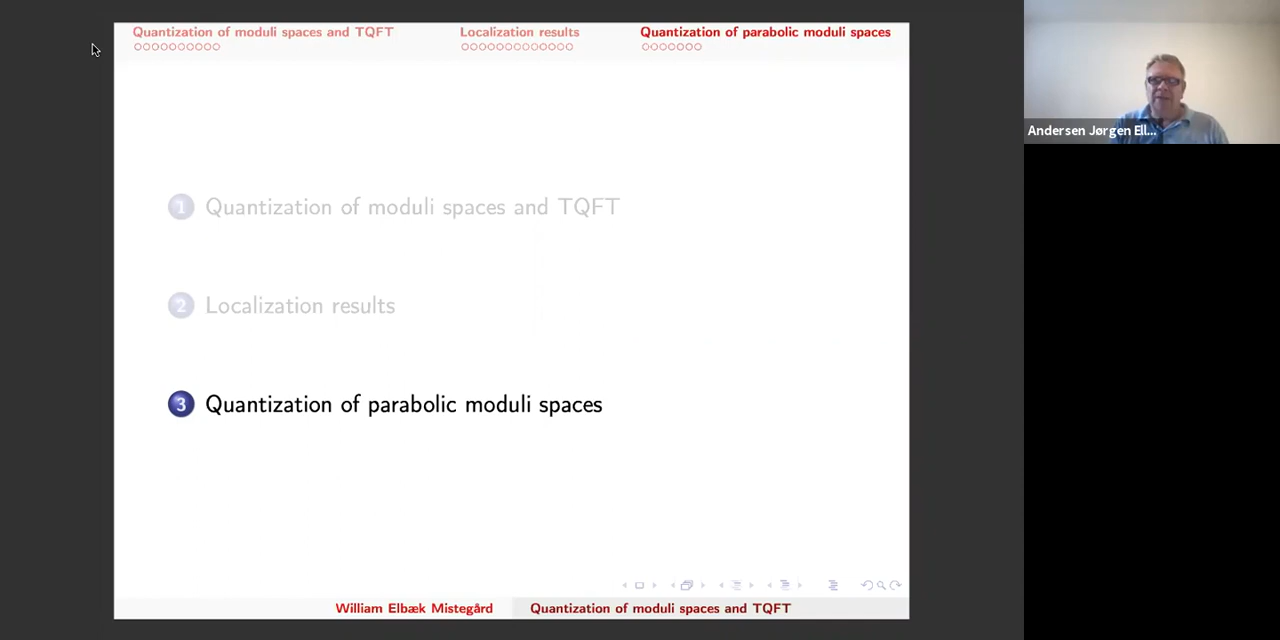 Quantization of moduli spaces and TQFT
Localization results
Quantization of parabolic moduli spaces
1 Quantization of moduli spaces and TQFT
2 Localization results
3 Quantization of parabolic moduli spaces
William Elbæk Mistegård
Quantization of moduli spaces and TQFT
Andersen Jørgen Ell...